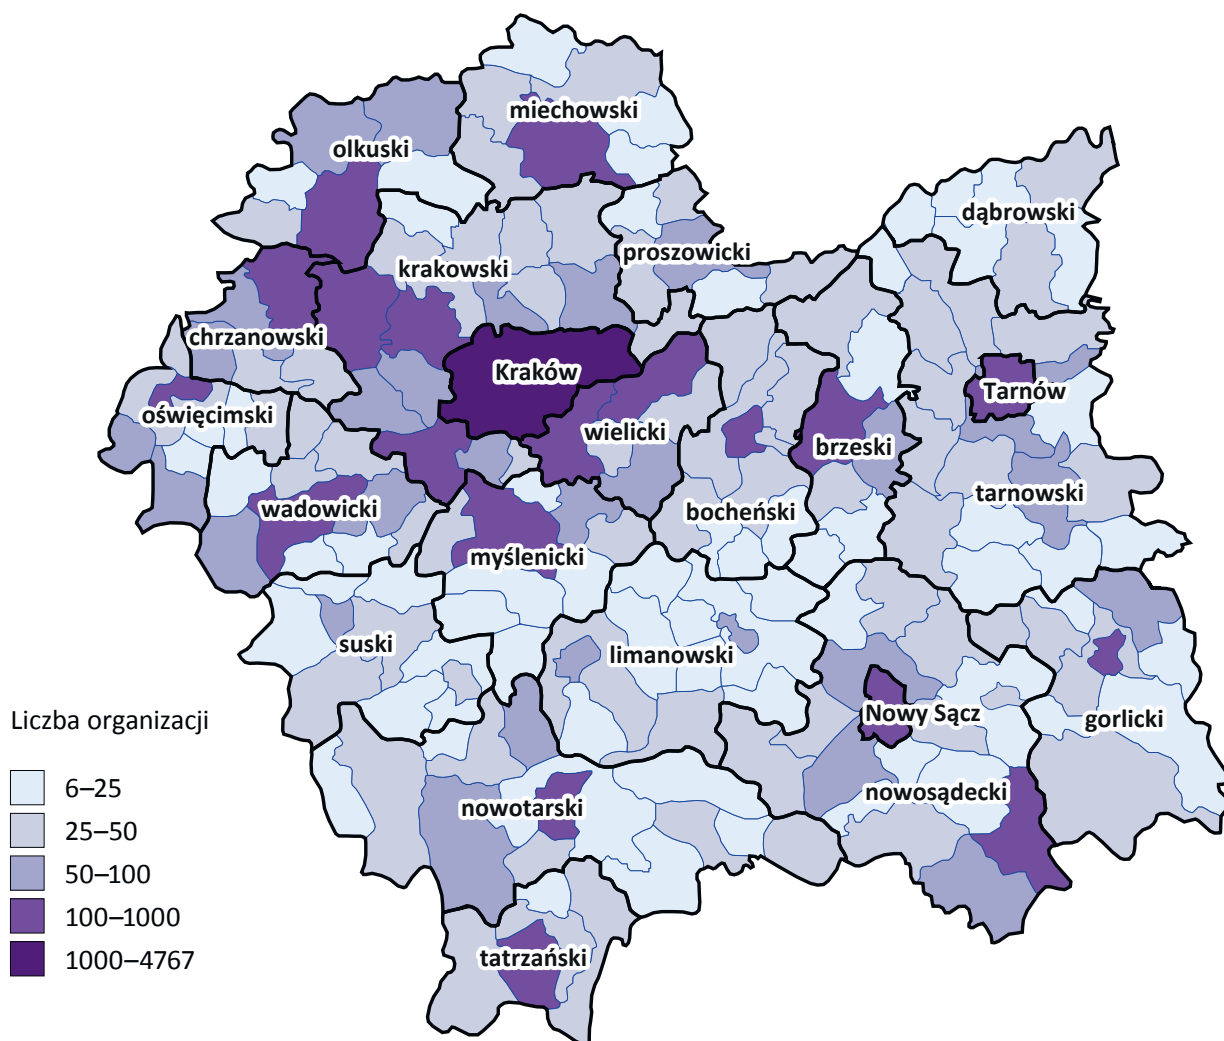 miechowski
olkuski
dąbrowski
proszowicki
krakowski
chrzanowski
Kraków
Tarnów
oświęcimski
wielicki
brzeski
tarnowski
wadowicki
bocheński
myślenicki
suski
limanowski
Nowy Sącz
gorlicki
nowosądecki
nowotarski
tatrzański
Liczba organizacji
6–25
25–50
50–100
100–1000
1000–4767